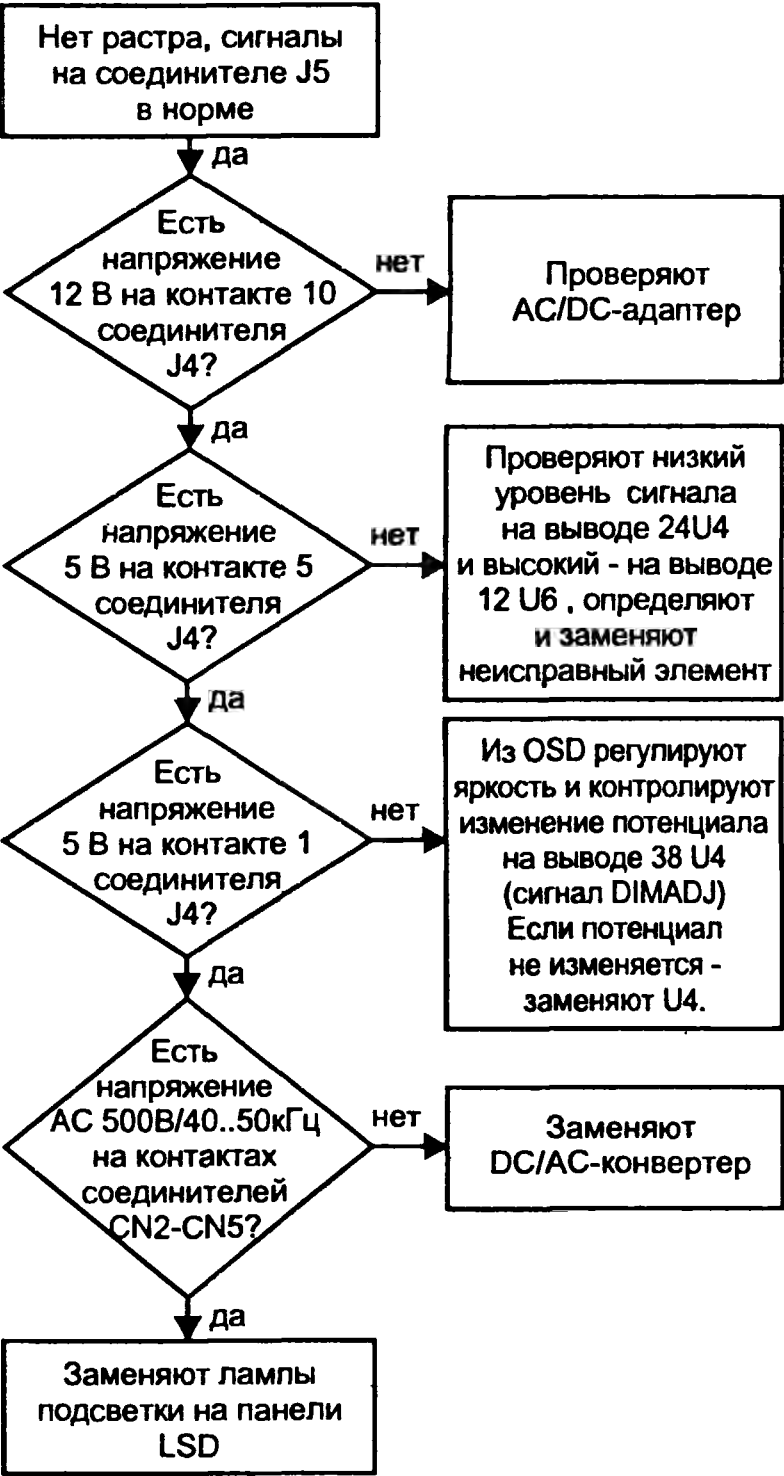 Нет растра, сигналы
на соединителе J5
в норме
да
Есть
напряжение
12 В на контакте 10
соединителя
J4?
нет
Проверяют
AC/DC-адаптер
да
Есть
напряжение
5 В на контакте 5
соединителя
J4?
нет
Проверяют низкий
уровень сигнала
на выводе 24U4
и высокий - на выводе
12 U6 , определяют
и заменяют
неисправный элемент
да
Есть
напряжение
5 В на контакте 1
соединителя
J4?
нет
Из OSD регулируют
яркость и контролируют
изменение потенциала
на выводе 38 U4
(сигнал DIMADJ)
Если потенциал
не изменяется -
заменяют U4.
да
Есть
напряжение
АС 500В/40..50кГц
на контактах
соединителей
CN2-CN5?
нет
Заменяют
DC/AC-конвертер
да
Заменяют лампы
подсветки на панели
LSD